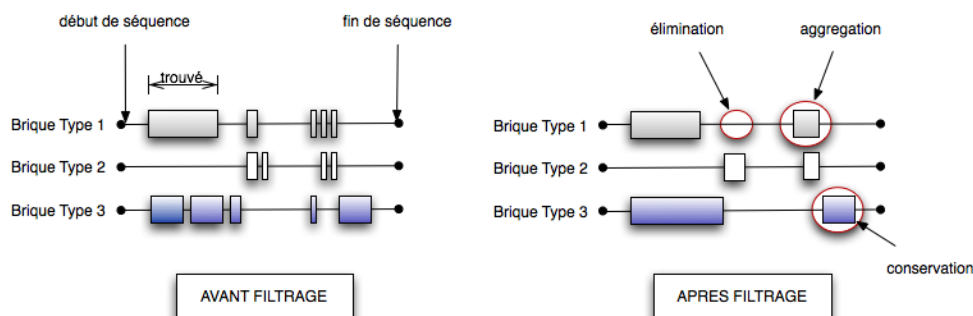 début de séquence
fin de séquence
trouvé
Brique Type 1
Brique Type 2
Brique Type 3
AVANT FILTRAGE
élimination
aggregation
Brique Type 1
Brique Type 2
Brique Type 3
conservation
APRES FILTRAGE